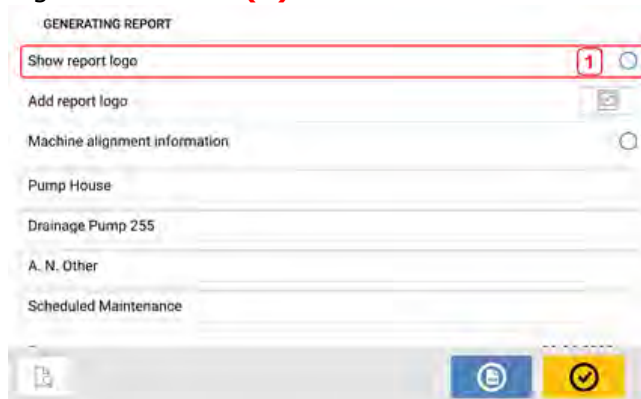 GENERATING REPORT
Show report logo
1
Add report logo
Machine alignment information
Pump House
Drainage Pump 255
A. N. Other
Scheduled Maintenance